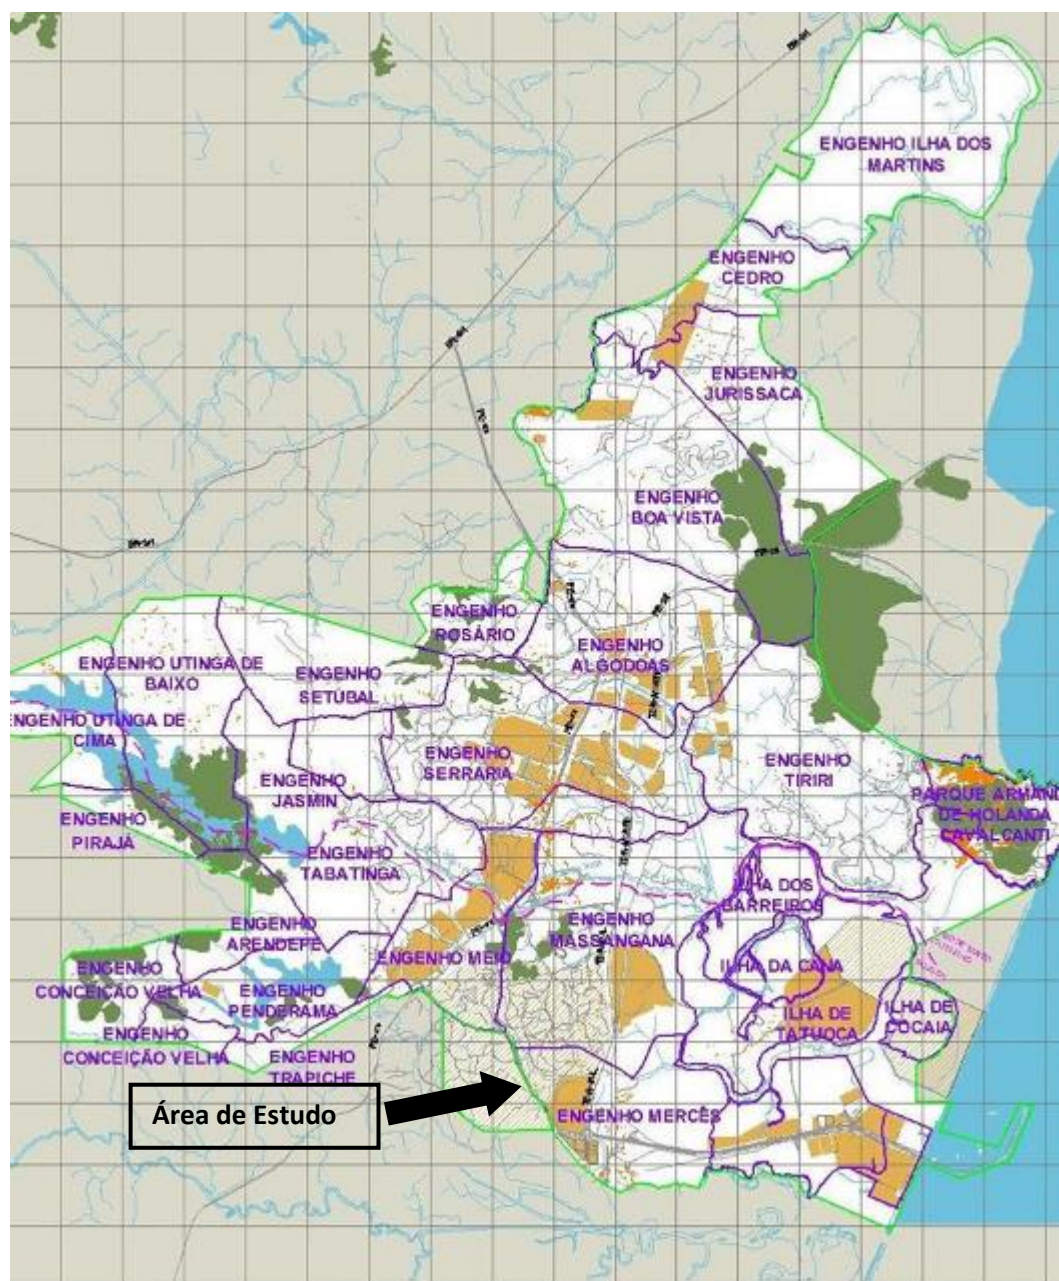 ENGENHO ILHA DOS
MARTINS
ENGENHO
CEDRO
ENGENHO
JURISSACA
ENGENHO
BOA VISTA
ENGENHO
ROSÁRIO
ENGENHO
ALGODOAS
ENGENHO UTINGA DE
BAIXO
ENGENHO
SETÚBAL
ENGENHO UTINGA DE
CIMA
ENGENHO
SERRARIA
ENGENHO
TIRIRI
ENGENHO
JASMIN
ENGENHO
PIRAJÁ
PARQUE ARMAND
DE HOLANDA
CAVALCANTI
ENGENHO
TABATINGA
ILHA DOS
BARREIROS
ENGENHO
ARENDEPE
ENGENHO
MASSANGANA
ENGENHO MEIO
ILHA DA CANA
ENGENHO
CONCEIÇÃO VELHA
ENGENHO
PENDERAMA
ILHA DE
TATUOCA
ILHA DE
COCAIA
ENGENHO
CONCEIÇÃO VELHA
ENGENHO
TRAPICHE
Área de Estudo
ENGENHO MERCÊS